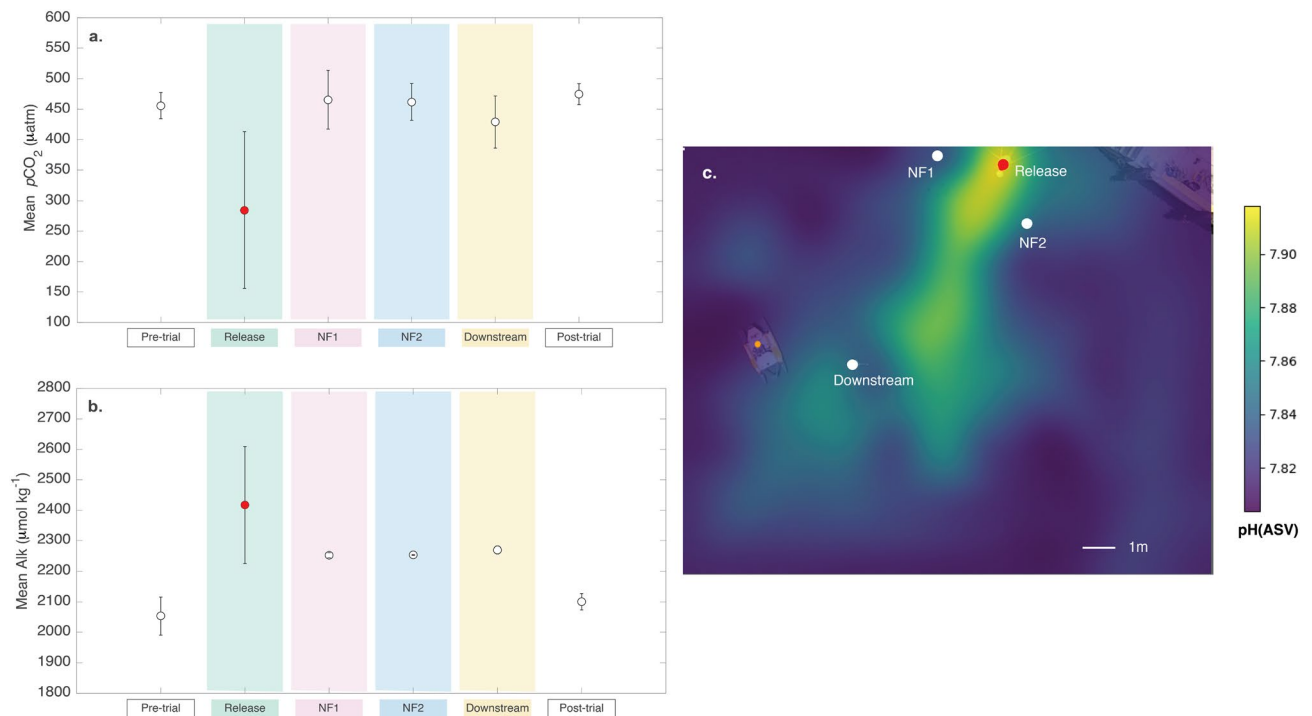 a.
Mean pCO2 (μatm)
600
550
500
450
400
350
300
250
200
150
100
Pre-trial Release NF1 NF2 Downstream Post-trial
b.
Mean Alk (μmol kg-1)
2800
2700
2600
2500
2400
2300
2200
2100
2000
1900
1800
Pre-trial Release NF1 NF2 Downstream Post-trial
c.
NF1
Release
NF2
Downstream
1m
7.90
7.88
7.86
7.84
7.82
pH(ASV)